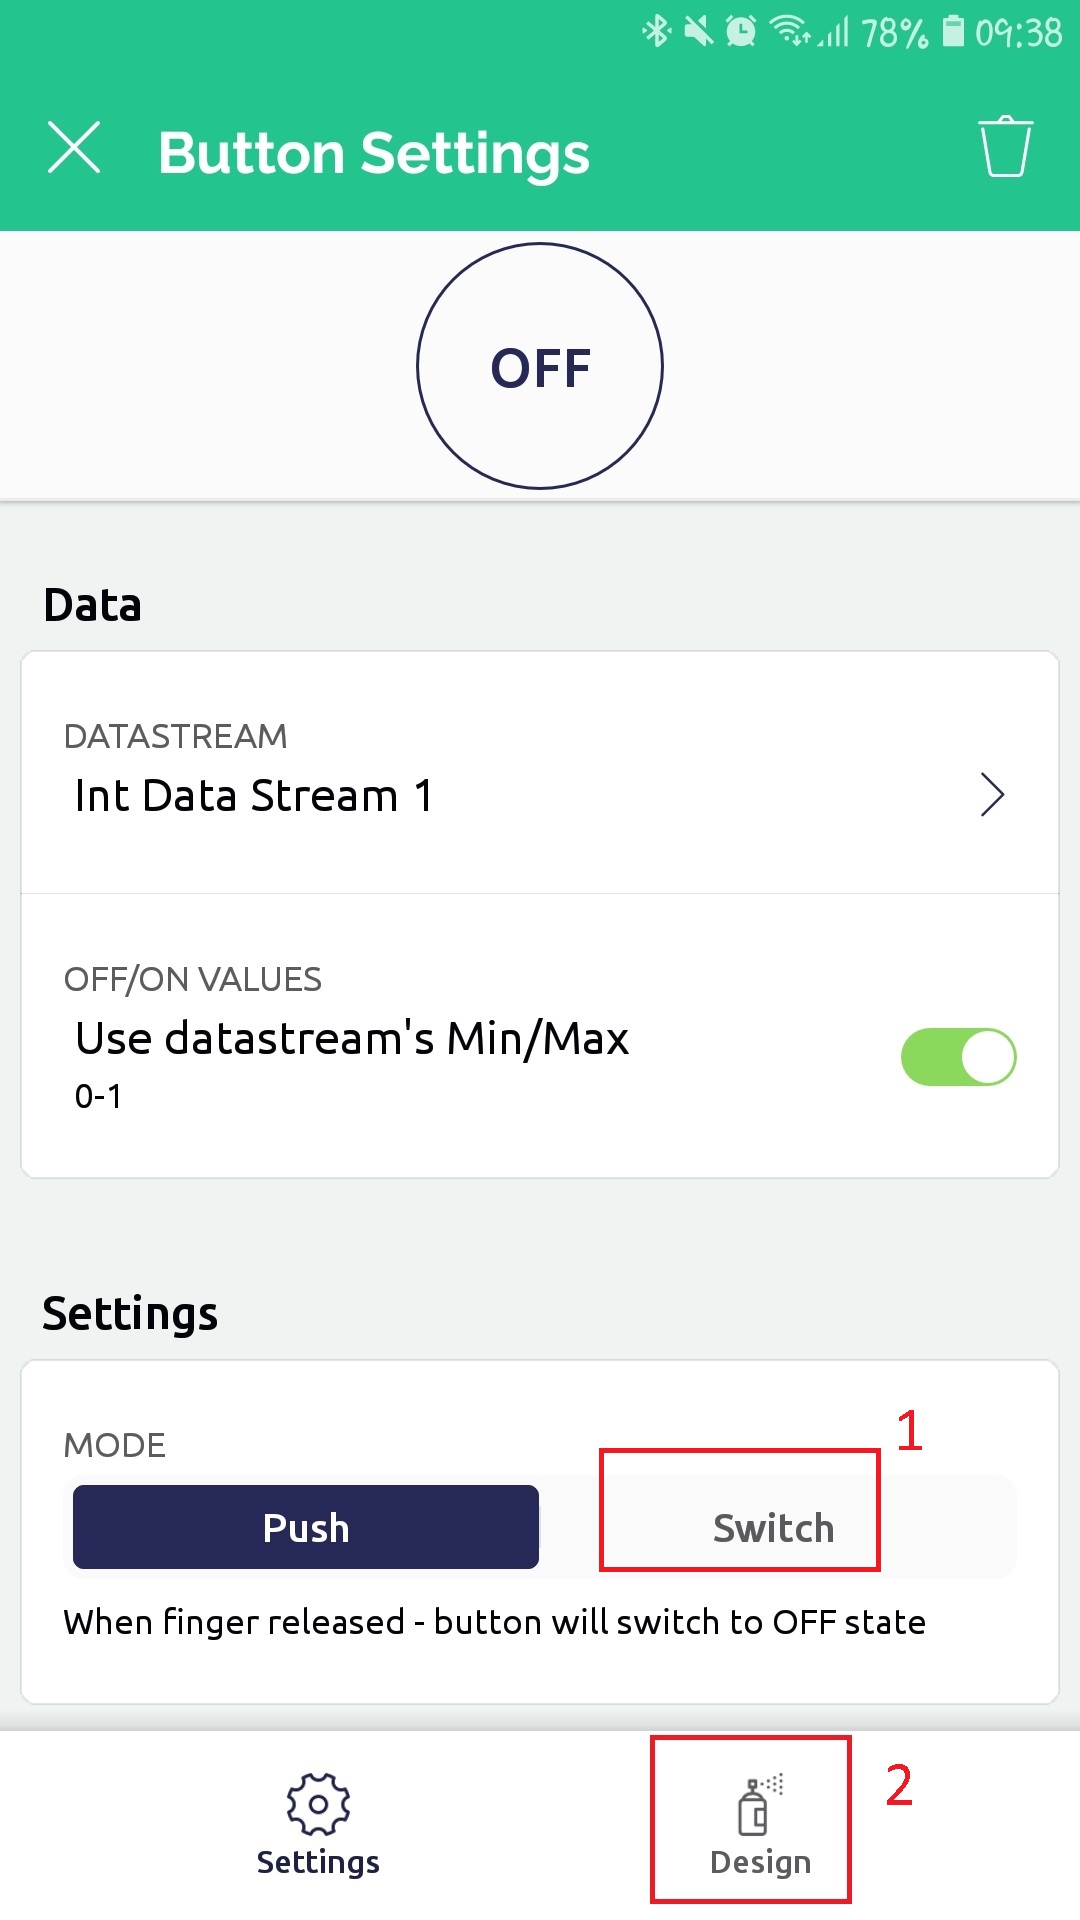 78% 09:38
Button Settings
OFF
Data
DATASTREAM
Int Data Stream 1
OFF/ON VALUES
Use datastream's Min/Max
0-1
Settings
1
MODE
Push Switch
When finger released - button will switch to OFF state
2
Settings Design